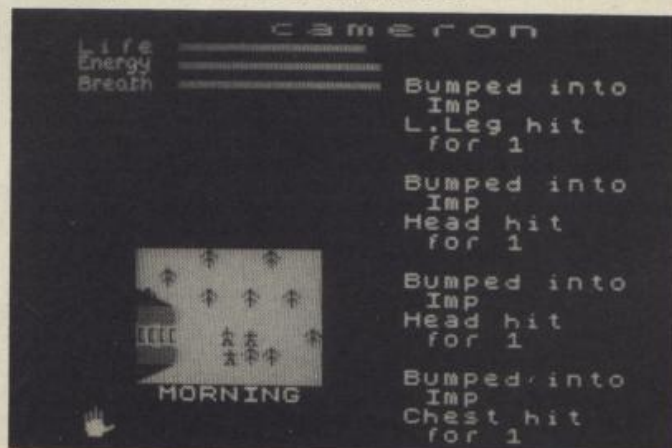 cameron
Life
Energy
Breath
Bumped into
Imp
L.Leg hit
for 1
Bumped into
Imp
Head hit
for 1
Bumped into
Imp
Head hit
for 1
Bumped into
Imp
Chest hit
for 1
MORNING